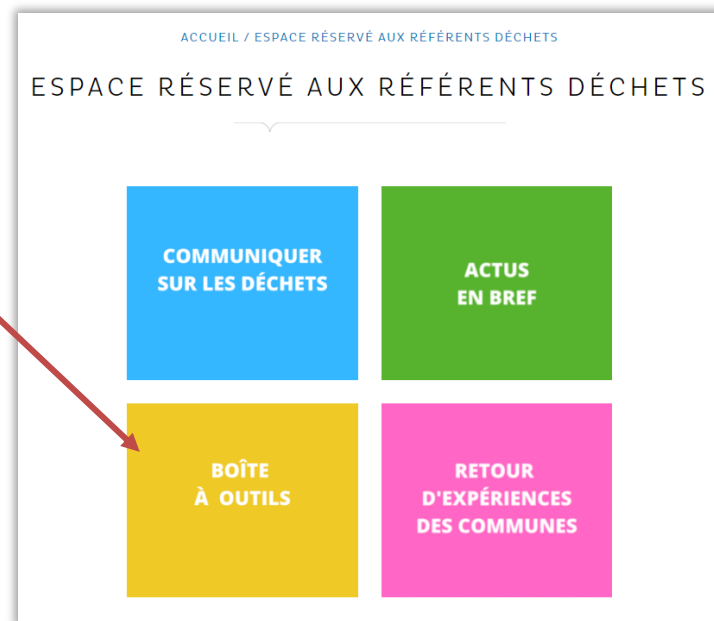 ACCUEIL / ESPACE RÉSERVÉ AUX RÉFÉRENTS DÉCHETS
ESPACE RÉSERVÉ AUX RÉFÉRENTS DÉCHETS
COMMUNIQUER
SUR LES DÉCHETS
ACTUS
EN BREF
BOÎTE
À OUTILS
RETOUR
D'EXPÉRIENCES
DES COMMUNES